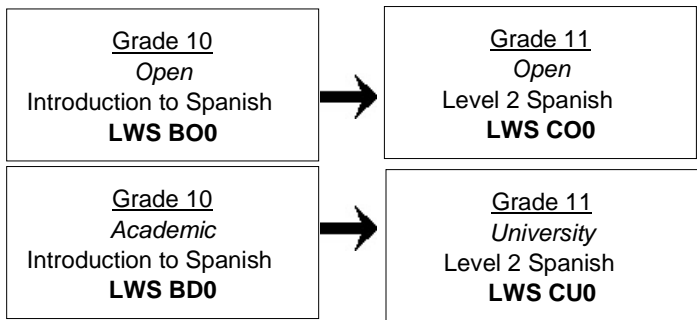 Grade 10
Open
Introduction to Spanish
LWS BO0
Grade 11
Open
Level 2 Spanish
LWS CO0
Grade 10
Academic
Introduction to Spanish
LWS BD0
Grade 11
University
Level 2 Spanish
LWS CU0